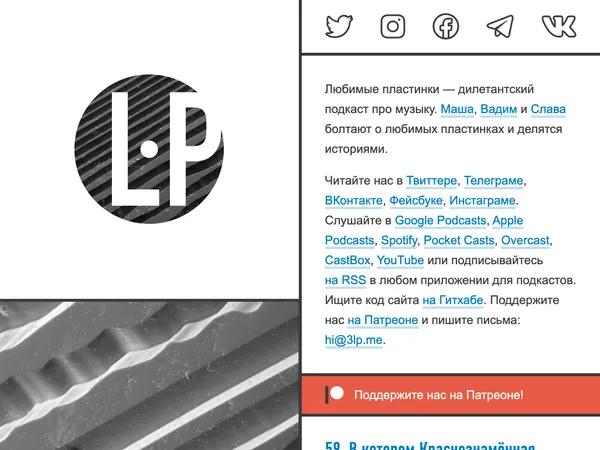 L·P
Любимые пластинки — дилетантский
подкаст про музыку. Маша, Вадим и Слава
болтают о любимых пластинках и делятся
историями.
Читайте нас в Твиттере, Телеграме,
ВКонтакте, Фейсбуке, Инстаграме.
Слушайте в Google Podcasts, Apple
Podcasts, Spotify, Pocket Casts, Overcast,
CastBox, YouTube или подписывайтесь
на RSS в любом приложении для подкастов.
Ищите код сайта на Гитхабе. Поддержите
нас на Патреоне и пишите письма:
hi@3lp.me.
Поддержите нас на Патреоне!
58. В котором Краснознамённая